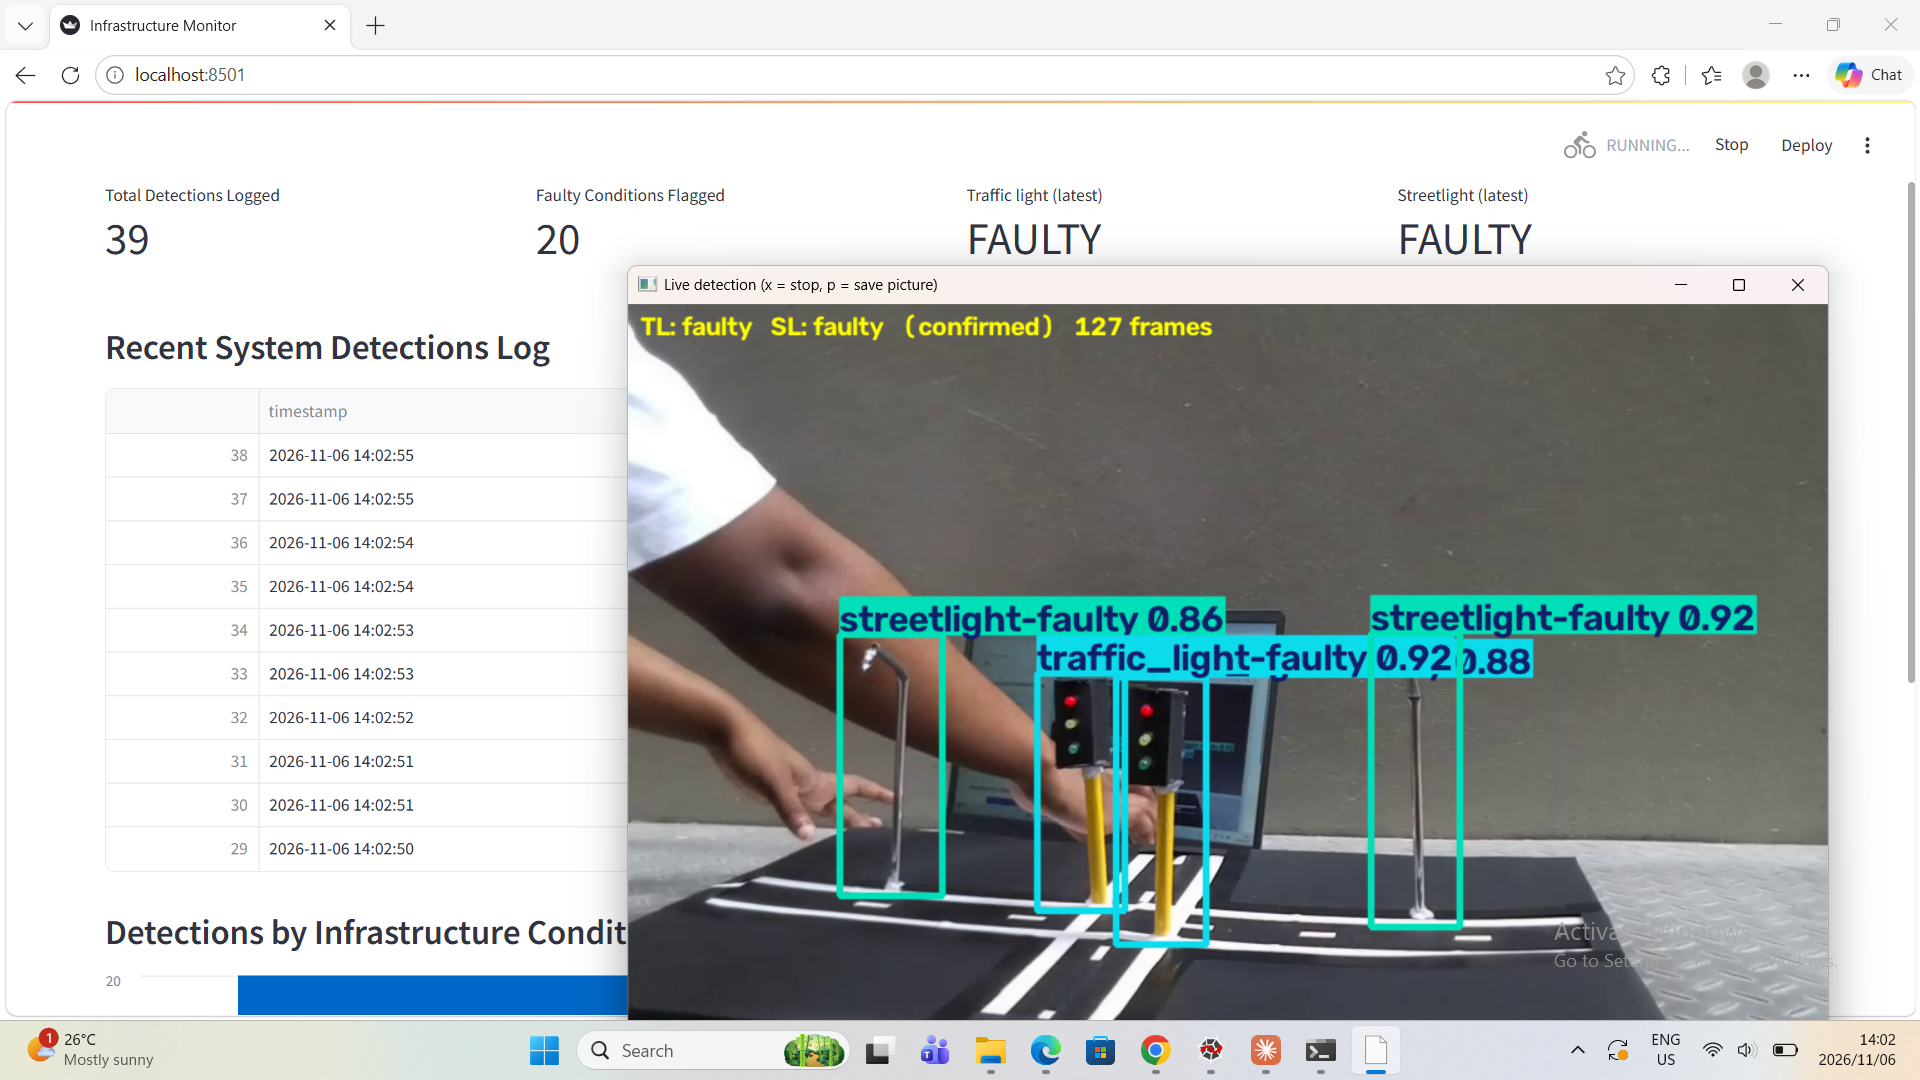 Infrastructure Monitor
localhost:8501
Chat
RUNNING...
Stop
Deploy
Total Detections Logged
39
Faulty Conditions Flagged
20
Traffic light (latest)
FAULTY
Streetlight (latest)
FAULTY
Live detection (x = stop, p = save picture)
TL: faulty SL: faulty (confirmed) 127 frames
Recent System Detections Log
timestamp
38 2026-11-06 14:02:55
37 2026-11-06 14:02:55
36 2026-11-06 14:02:54
35 2026-11-06 14:02:54
34 2026-11-06 14:02:53
33 2026-11-06 14:02:53
32 2026-11-06 14:02:52
31 2026-11-06 14:02:51
30 2026-11-06 14:02:51
29 2026-11-06 14:02:50
streetlight-faulty 0.86
streetlight-faulty 0.92
traffic_light-faulty 0.92
0.88
Detections by Infrastructure Condit
20
Go to
1
26°C
Mostly sunny
Search
ENG
US
14:02
2026/11/06